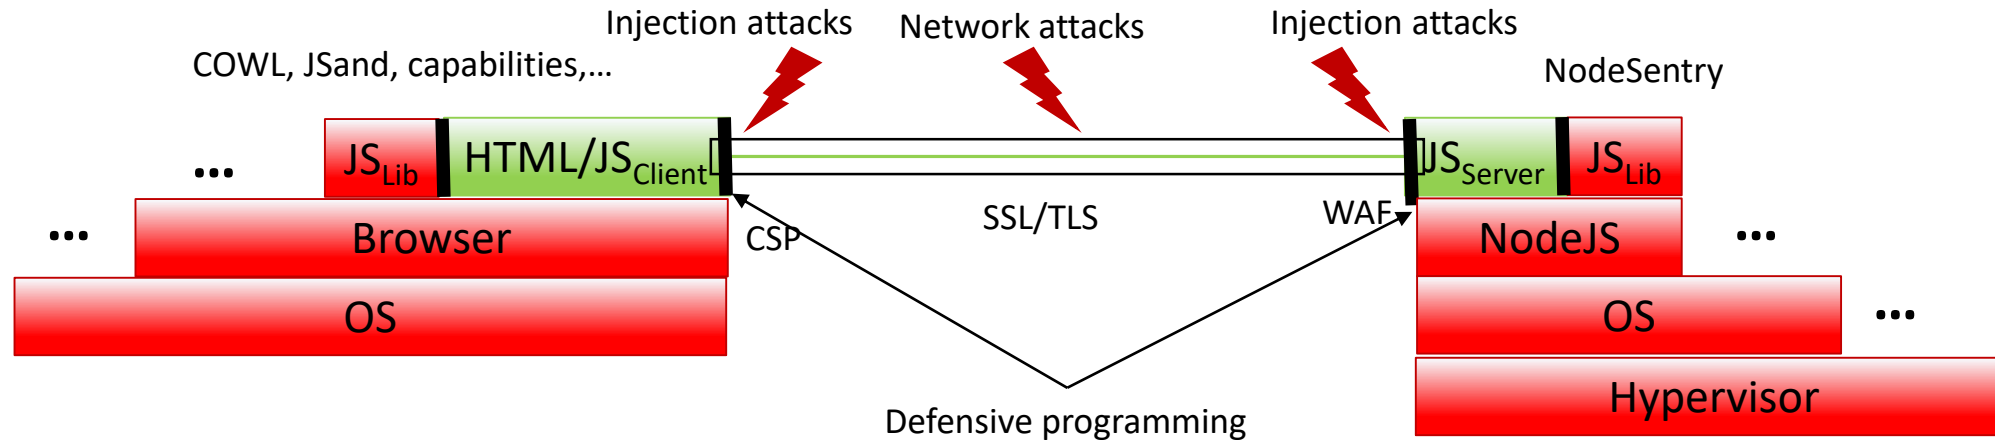 Injection attacks
Network attacks
Injection attacks
COWL, JSand, capabilities,...
NodeSentry
... JSLib HTML/JSClient
JSServer JSLib
... Browser
CSP
SSL/TLS
WAF
NodeJS ...
OS
OS ...
Defensive programming
Hypervisor